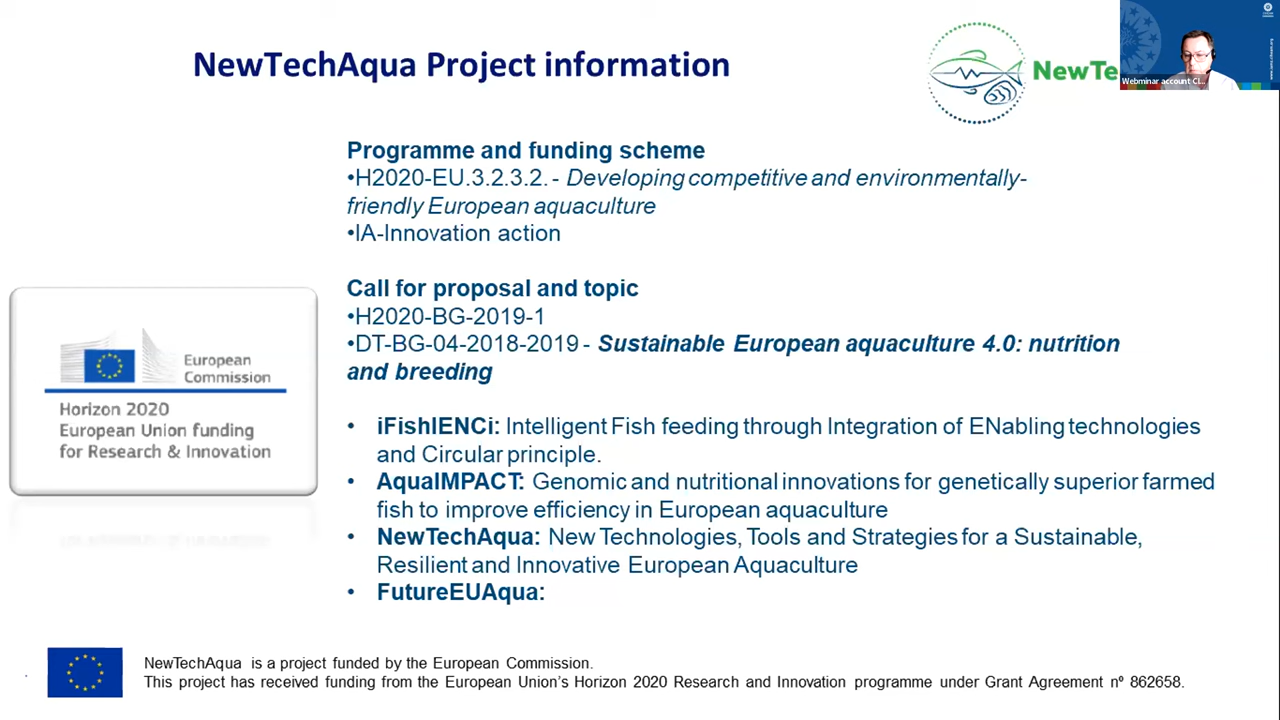 NewTechAqua Project information
NewTe
Webminar account CI...
Programme and funding scheme
•H2020-EU.3.2.3.2. - Developing competitive and environmentally-
friendly European aquaculture
•IA-Innovation action
Call for proposal and topic
•H2020-BG-2019-1
•DT-BG-04-2018-2019 - Sustainable European aquaculture 4.0: nutrition
and breeding
European
Commission
Horizon 2020
European Union funding
for Research & Innovation
• iFishIENCi: Intelligent Fish feeding through Integration of ENabling technologies
and Circular principle.
• AquaIMPACT: Genomic and nutritional innovations for genetically superior farmed
fish to improve efficiency in European aquaculture
• NewTechAqua: New Technologies, Tools and Strategies for a Sustainable,
Resilient and Innovative European Aquaculture
• FutureEUAqua:
NewTechAqua is a project funded by the European Commission.
This project has received funding from the European Union's Horizon 2020 Research and Innovation programme under Grant Agreement nº 862658.